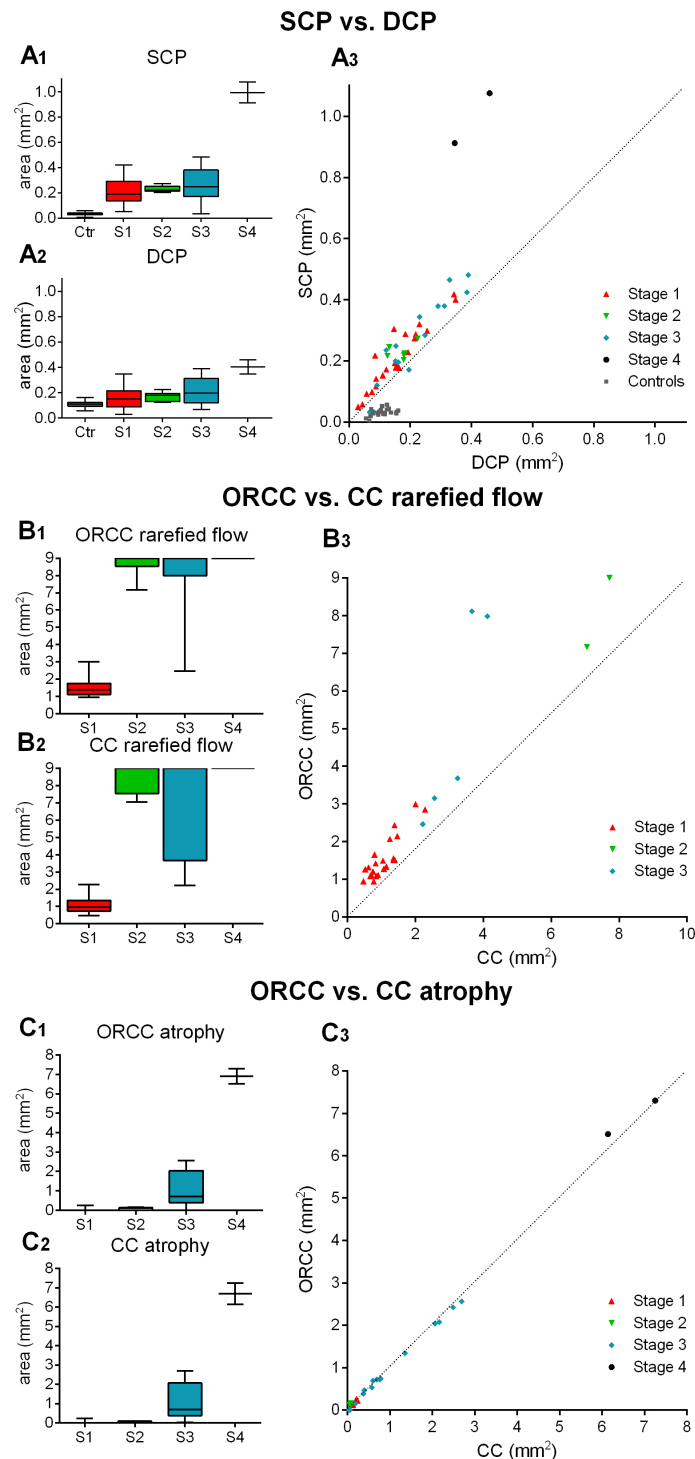 SCP vs. DCP
A1
SCP
area (mm²)
1.0
0.8
0.6
0.4
0.2
0.0
Ctr S1 S2 S3 S4
A2
DCP
area (mm²)
1.0
0.8
0.6
0.4
0.2
0.0
Ctr S1 S2 S3 S4
A3
SCP (mm²)
1.0
0.8
0.6
0.4
0.2
0.0
0.0 0.2 0.4 0.6 0.8 1.0
DCP (mm²)
Stage 1
Stage 2
Stage 3
Stage 4
Controls
ORCC vs. CC rarefied flow
B1
ORCC rarefied flow
area (mm²)
9
8
7
6
5
4
3
2
1
0
S1 S2 S3 S4
B2
CC rarefied flow
area (mm²)
9
8
7
6
5
4
3
2
1
0
S1 S2 S3 S4
B3
ORCC (mm²)
9
8
7
6
5
4
3
2
1
0
0 2 4 6 8 10
CC (mm²)
Stage 1
Stage 2
Stage 3
ORCC vs. CC atrophy
C1
ORCC atrophy
area (mm²)
8
7
6
5
4
3
2
1
0
S1 S2 S3 S4
C2
CC atrophy
area (mm²)
8
7
6
5
4
3
2
1
0
S1 S2 S3 S4
C3
ORCC (mm²)
8
7
6
5
4
3
2
1
0
0 1 2 3 4 5 6 7 8
CC (mm²)
Stage 1
Stage 2
Stage 3
Stage 4